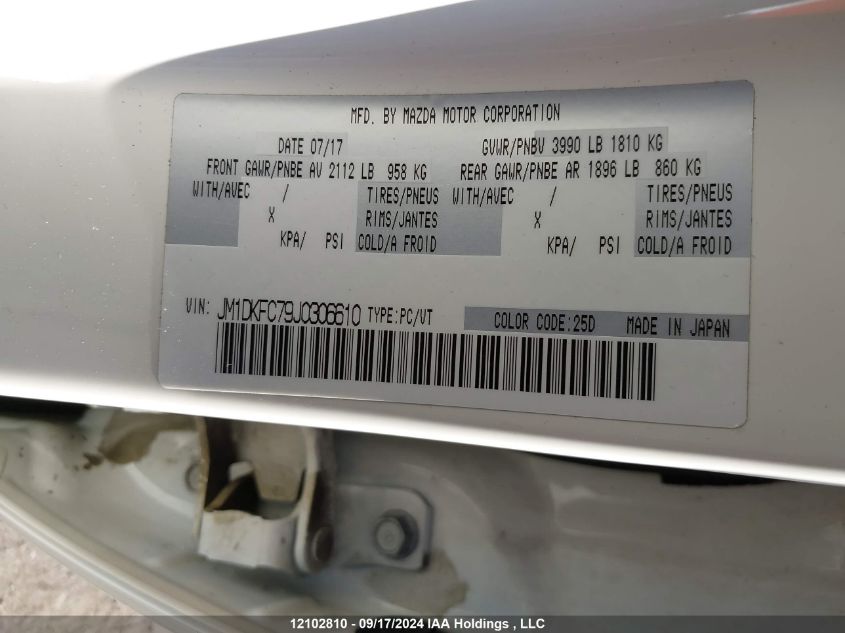 MFD. BY MAZDA MOTOR CORPORATION
DATE 07/17 GVWR/PNBV 3990 LB 1810 KG
FRONT GAWR/PNBE AV 2112 LB 958 KG REAR GAWR/PNBE AR 1896 LB 860 KG
WITH/AVEC / TIRES/PNEUS WITH/AVEC / TIRES/PNEUS
X RIMS/JANTES X RIMS/JANTES
KPA/ PSI COLD/A FROID KPA/ PSI COLD/A FROID
VIN: JM1DKFC79J0306610 TYPE:PC/VT COLOR CODE:25D MADE IN JAPAN
12102810 - 09/17/2024 IAA Holdings , LLC